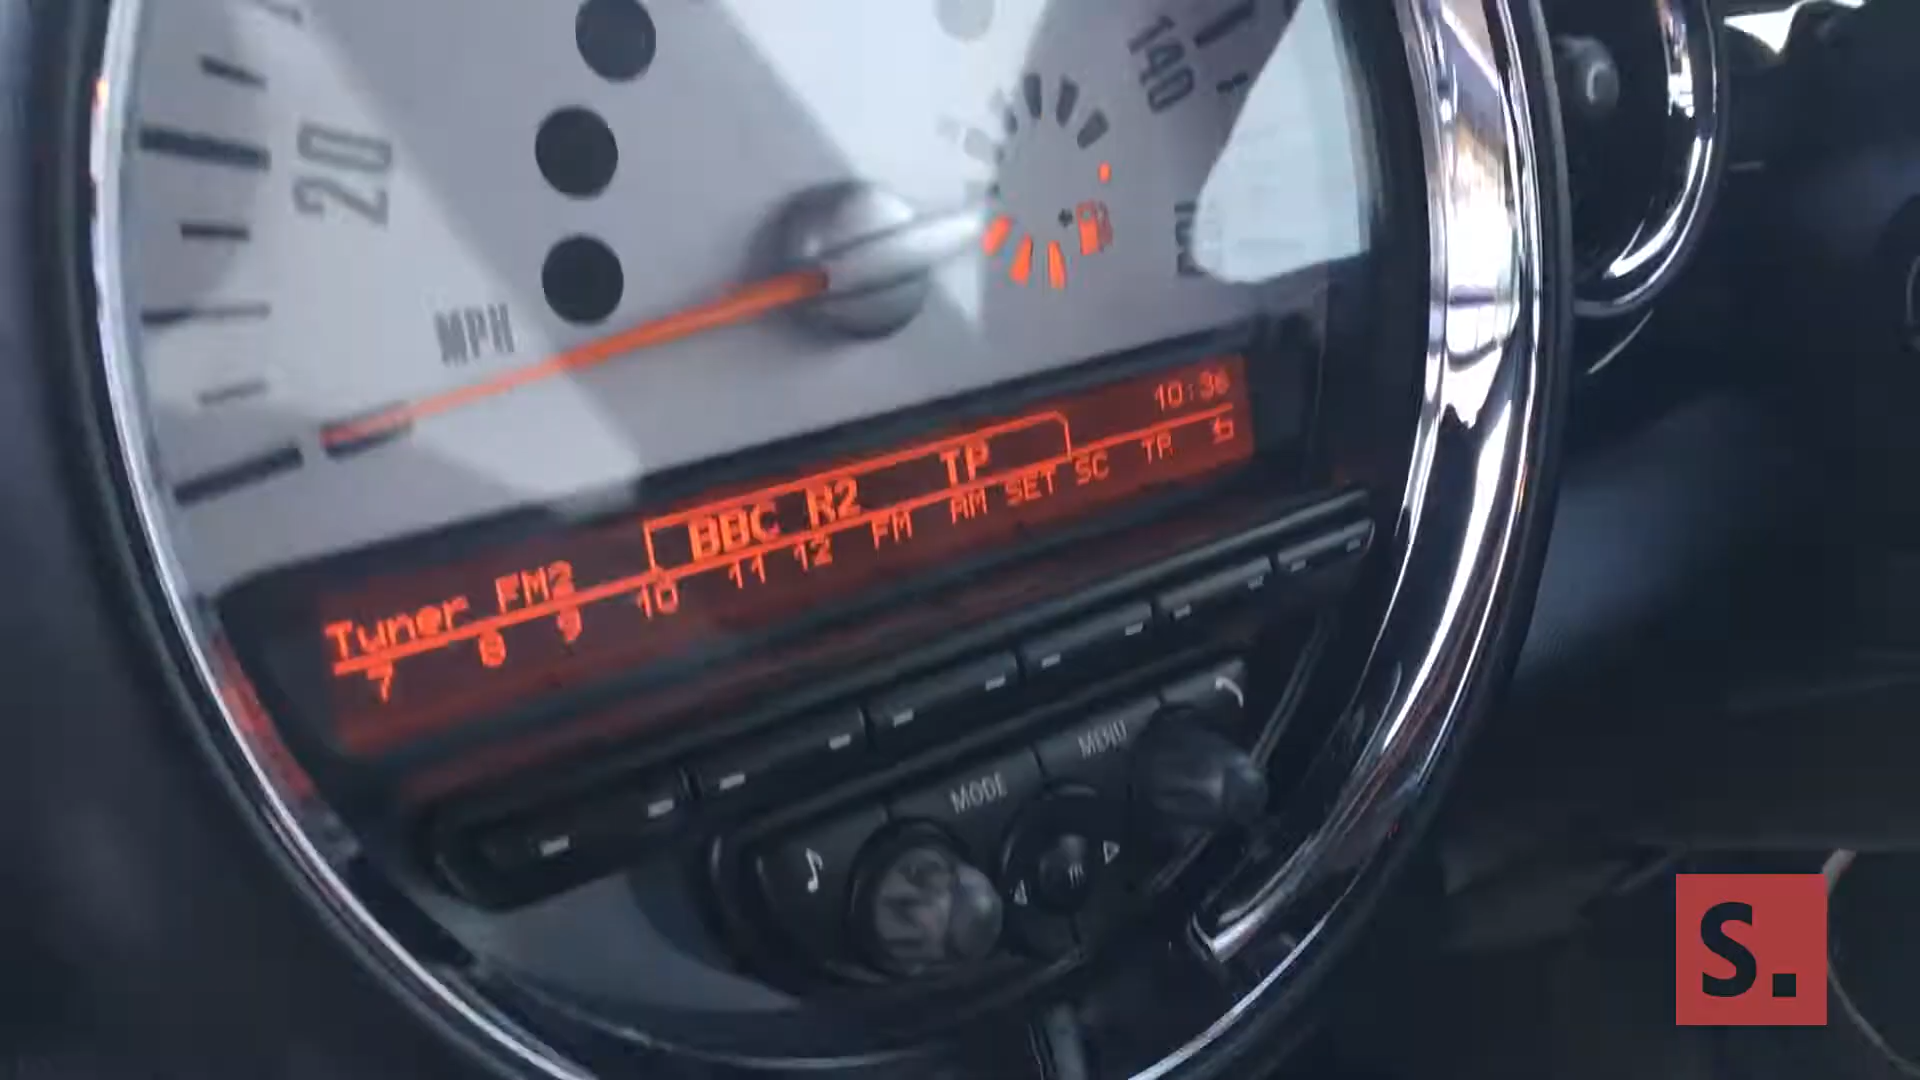 20
140
MPH
10:36
BBC R2 TP
Tuner FM2
7 8 9 10 11 12 FM AM SET SC TP
MODE
MENU
S.